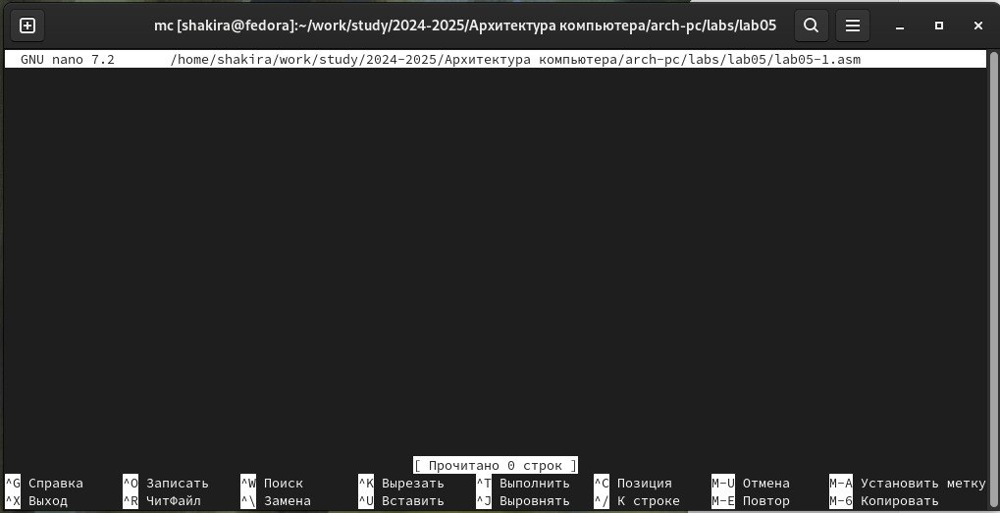 mc [shakira@fedora]:~/work/study/2024-2025/Архитектура компьютера/arch-pc/labs/lab05
GNU nano 7.2 /home/shakira/work/study/2024-2025/Архитектура компьютера/arch-pc/labs/lab05/lab05-1.asm
[ Прочитано 0 строк ]
^G Справка ^O Записать ^W Поиск ^K Вырезать ^T Выполнить ^C Позиция M-U Отмена M-A Установить метку
^X Выход ^R ЧитФайл ^\ Замена ^U Вставить ^J Выровнять ^/ К строке M-E Повтор M-6 Копировать